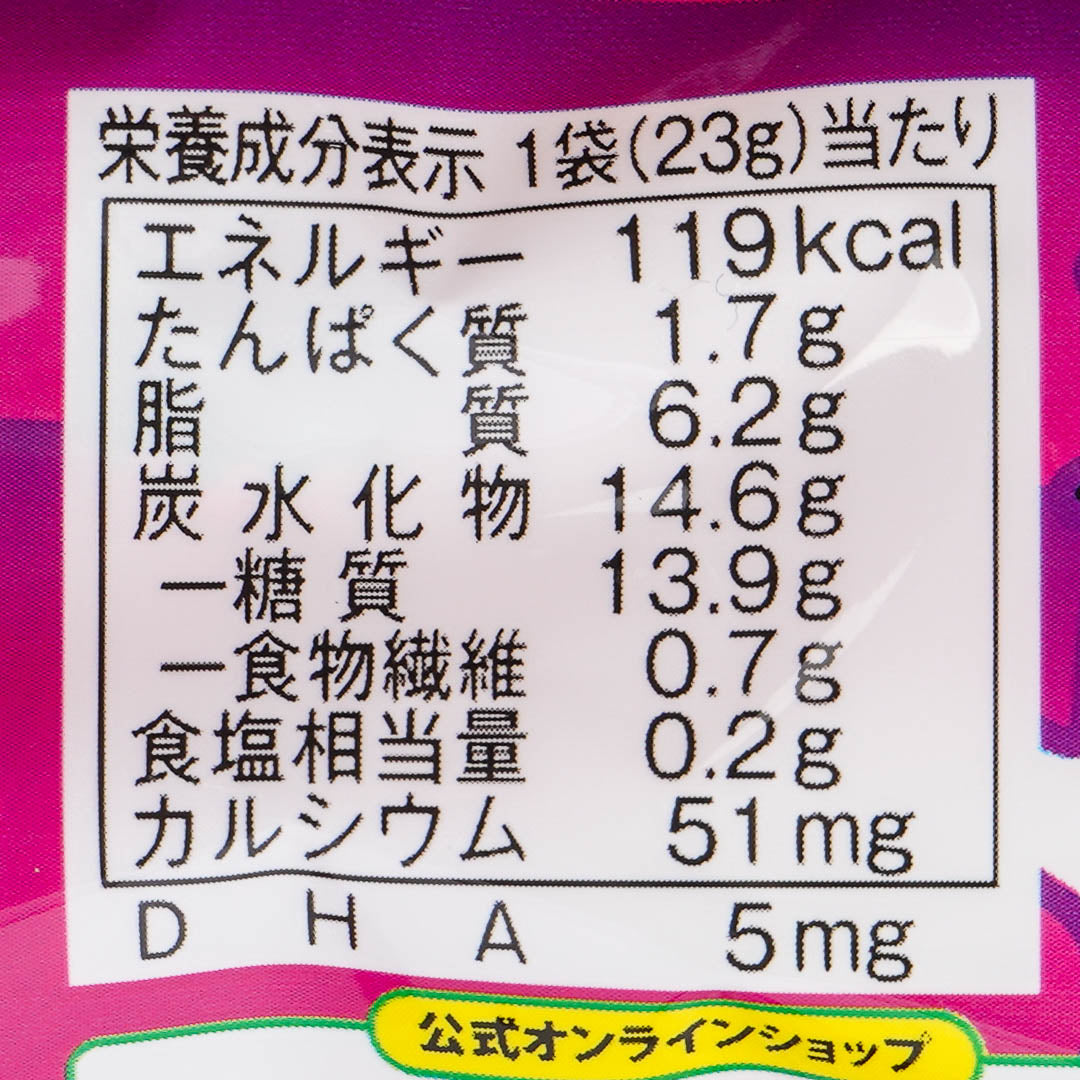 栄養成分表示 1袋(23g)当たり
エネルギー 119kcal
たんぱく質 1.7g
脂質 6.2g
炭水化物 14.6g
ー糖質 13.9g
ー食物繊維 0.7g
食塩相当量 0.2g
カルシウム 51mg
DHA 5mg
公式オンラインショップ